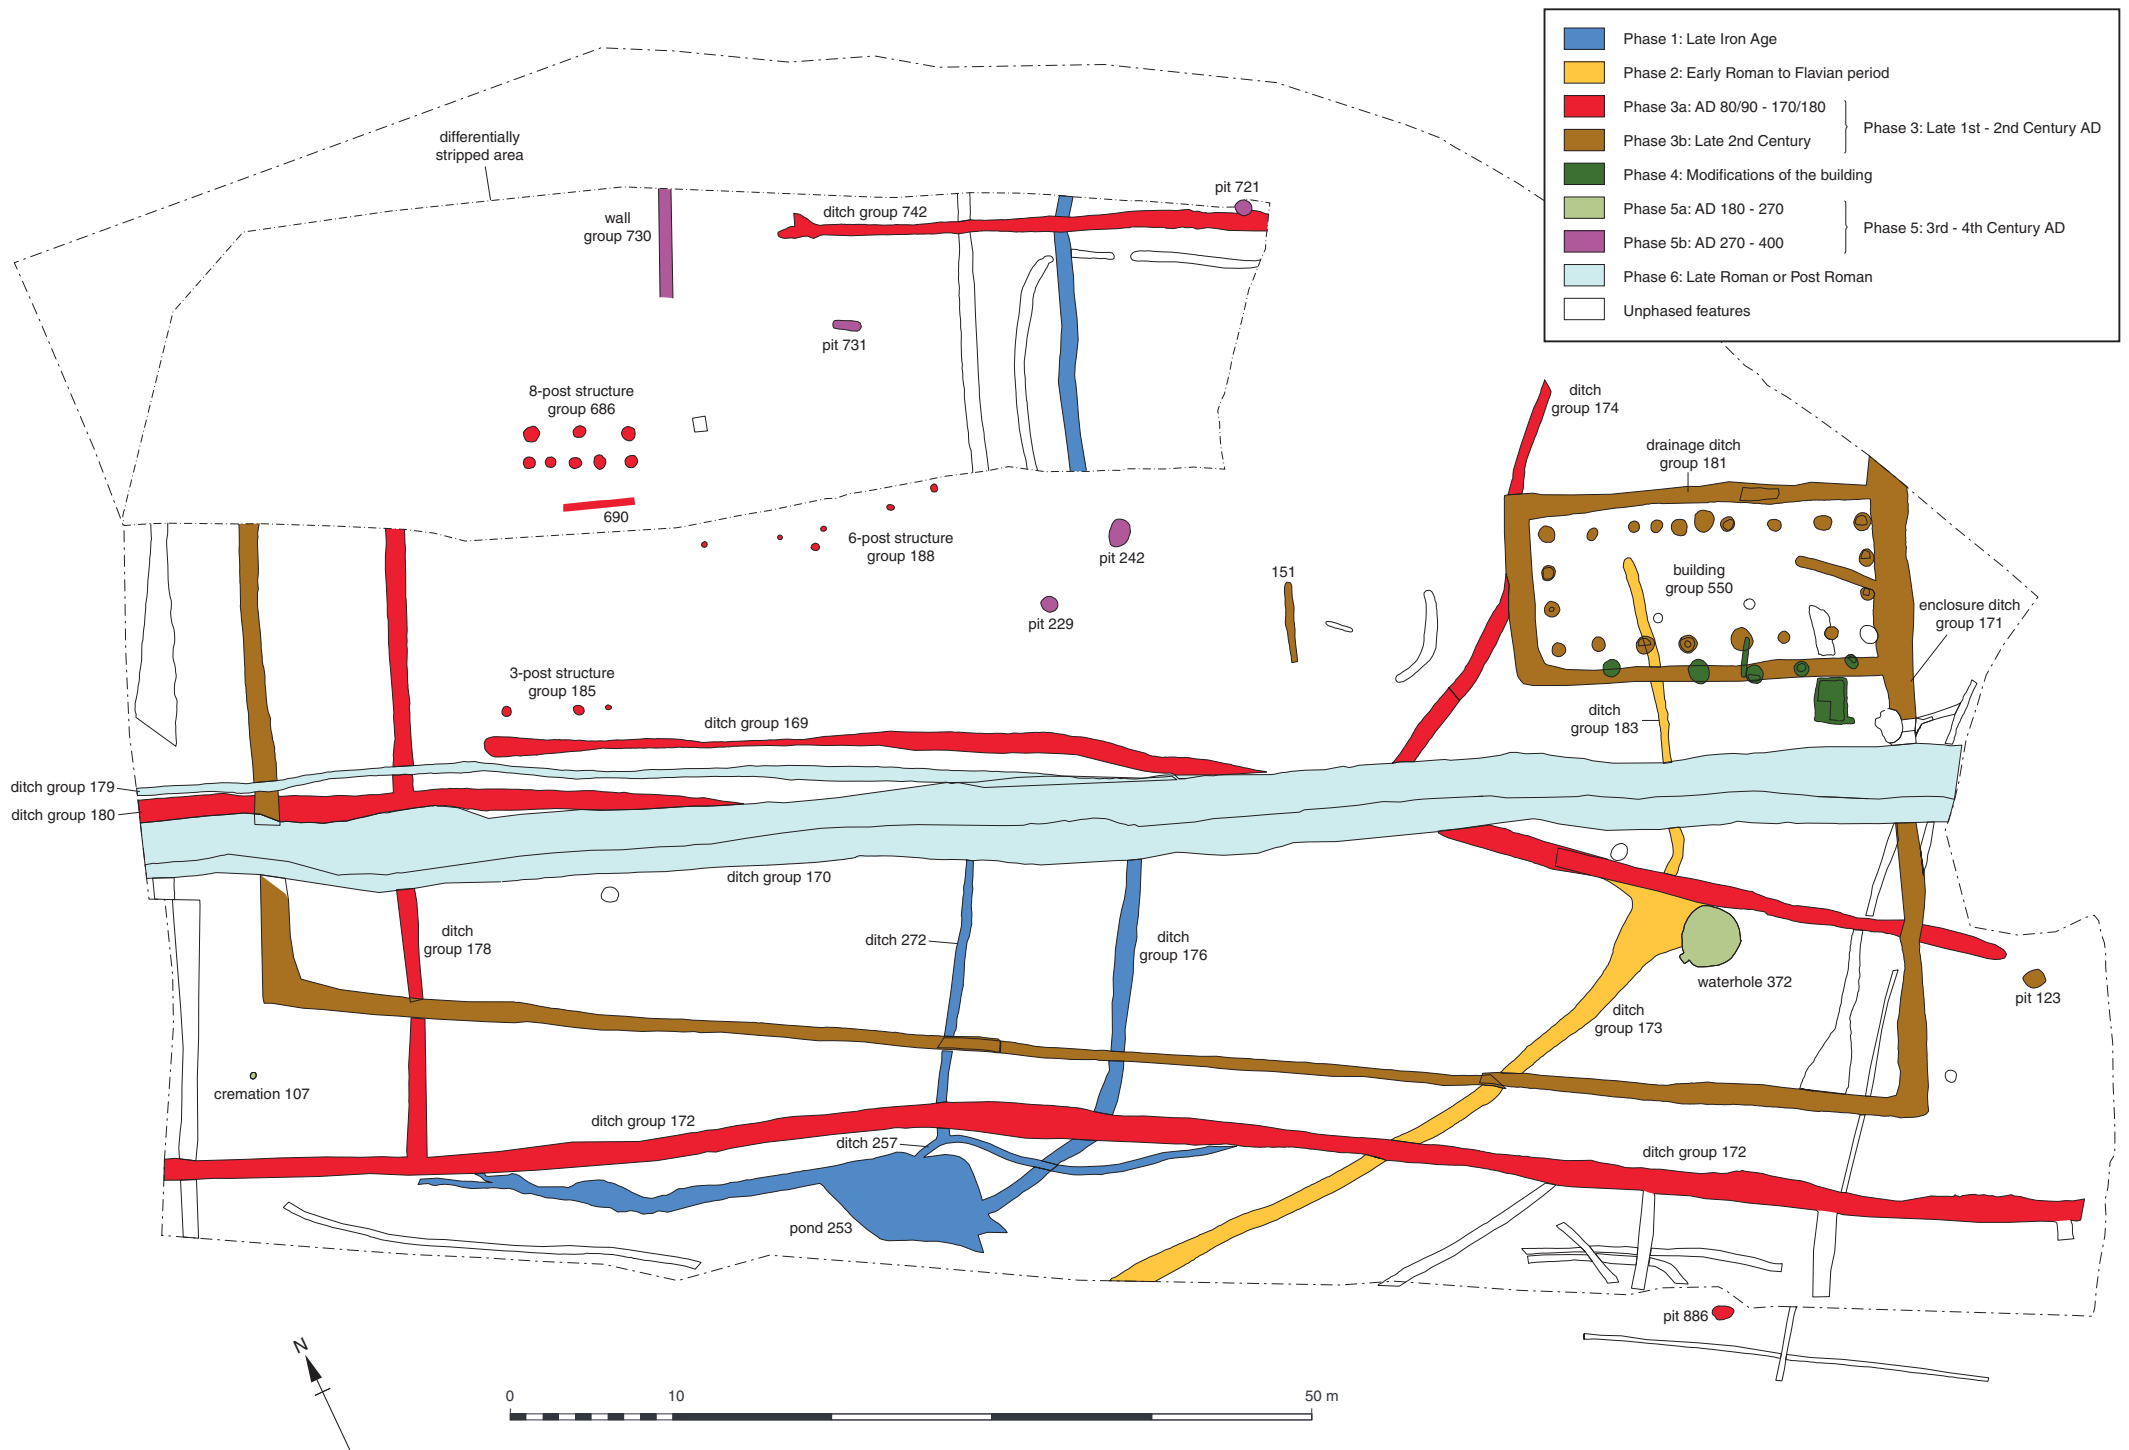 Phase 1: Late Iron Age
Phase 2: Early Roman to Flavian period
Phase 3a: AD 80/90 - 170/180
Phase 3: Late 1st - 2nd Century AD
Phase 3b: Late 2nd Century
Phase 4: Modifications of the building
Phase 5a: AD 180 - 270
Phase 5: 3rd - 4th Century AD
Phase 5b: AD 270 - 400
Phase 6: Late Roman or Post Roman
Unphased features
differentially
stripped area
wall
group 730
ditch group 742
pit 721
pit 731
8-post structure
group 686
690
6-post structure
group 188
pit 242
pit 229
151
ditch
group 174
drainage ditch
group 181
building
group 550
enclosure ditch
group 171
3-post structure
group 185
ditch group 169
ditch
group 183
ditch group 179
ditch group 180
ditch group 170
ditch
group 178
ditch 272
ditch
group 176
waterhole 372
pit 123
ditch
group 173
cremation 107
ditch group 172
ditch 257
ditch group 172
pond 253
pit 886
N
0
10
50 m